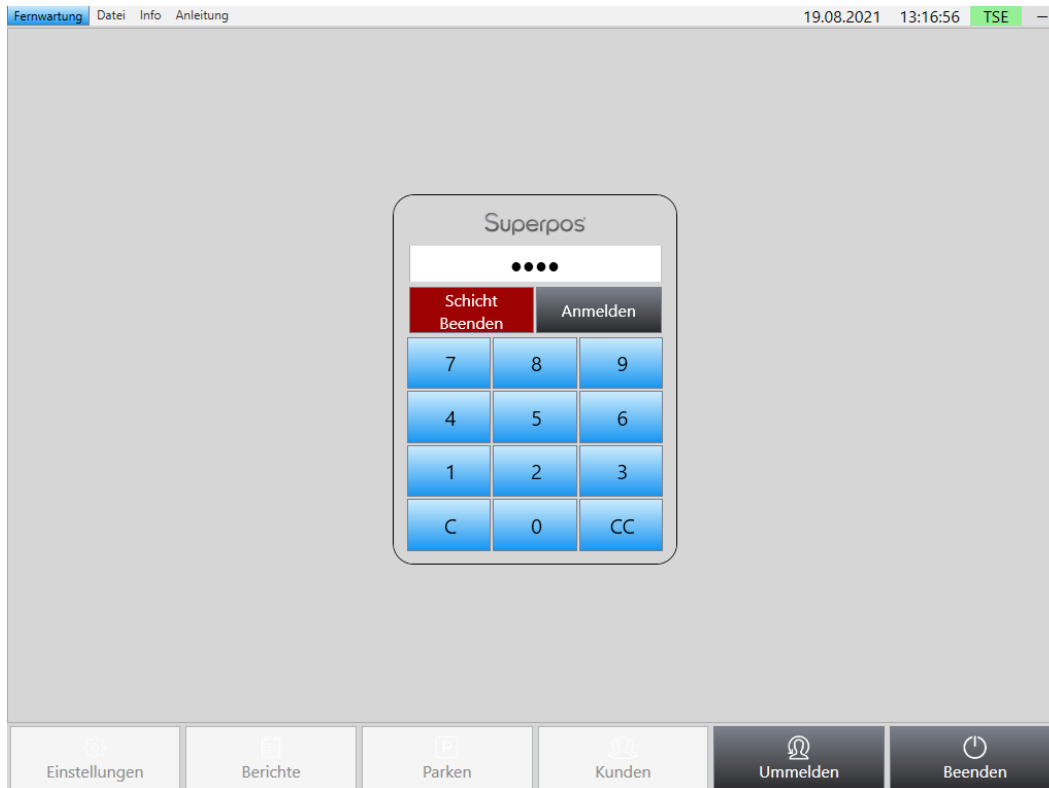 Fernwartung Datei Info Anleitung 19.08.2021 13:16:56 TSE
Superpos
Schicht
Beenden
Anmelden
7 8 9
4 5 6
1 2 3
C 0 CC
Einstellungen Berichte P Parken Kunden Ummelden Beenden